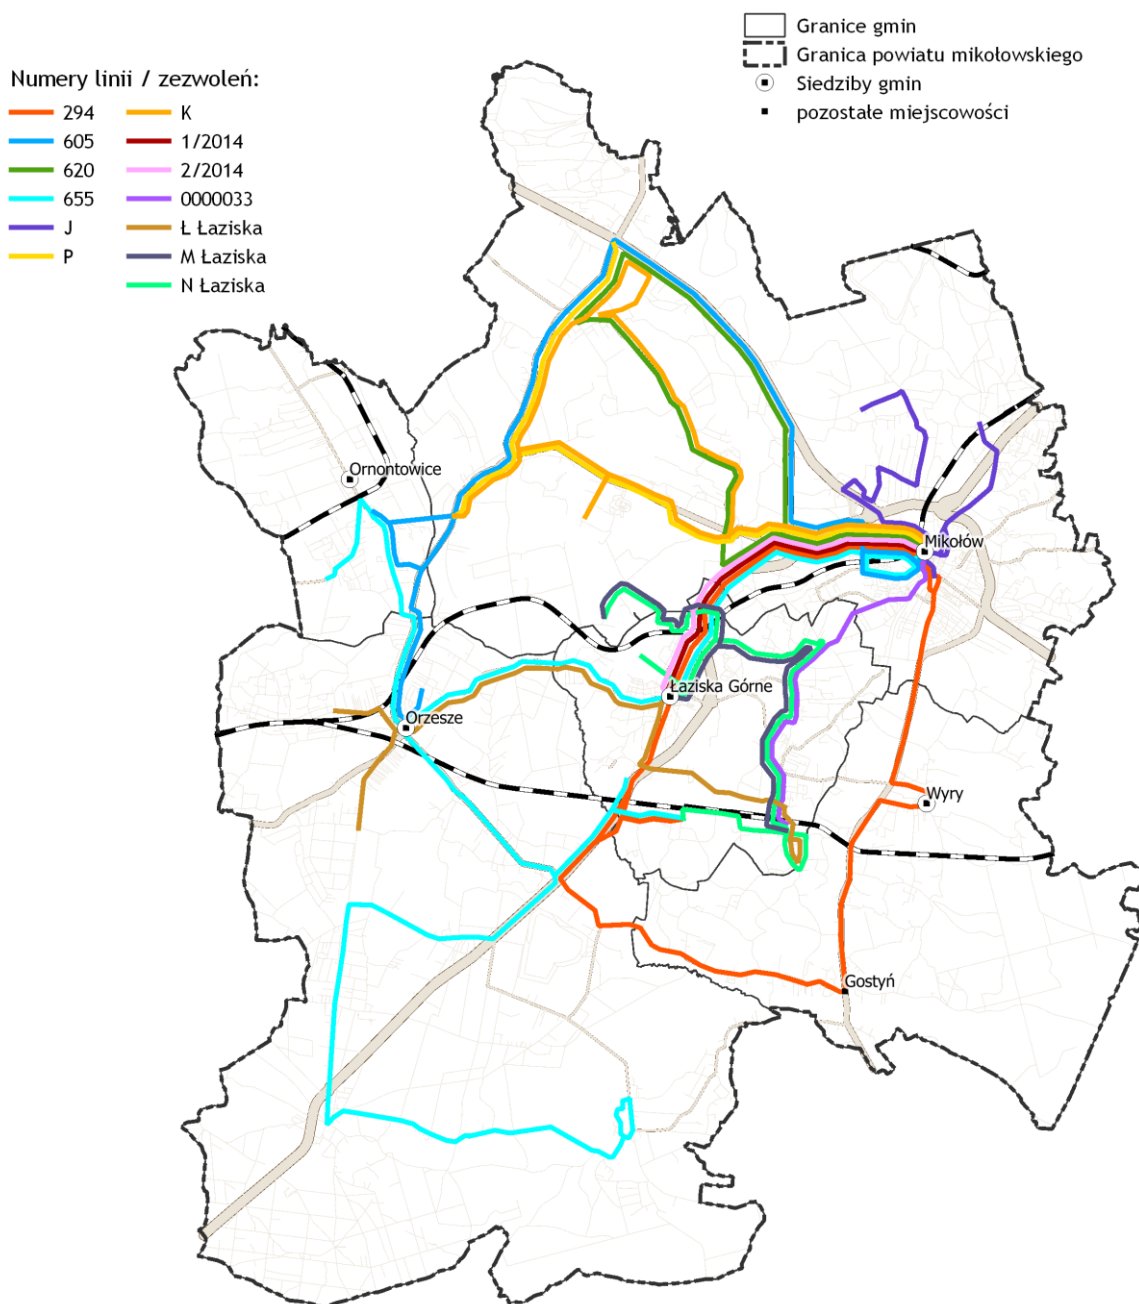 Granice gmin
Granica powiatu mikołowskiego
Siedziby gmin
pozostałe miejscowości
Numery linii / zezwoleń:
294
605
620
655
J
P
K
1/2014
2/2014
0000033
Ł Łaziska
M Łaziska
N Łaziska
Ornontowice
Mikołów
Łaziska Górne
Orzesze
Wyry
Gostyń